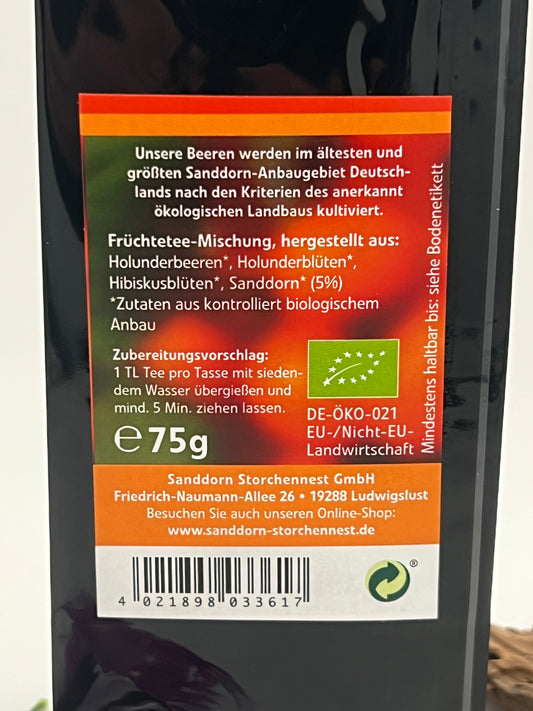 Unsere Beeren werden im ältesten und
größten Sanddorn-Anbaugebiet Deutsch-
lands nach den Kriterien des anerkannt
ökologischen Landbaus kultiviert.
Früchtetee-Mischung, hergestellt aus:
Holunderbeeren*, Holunderblüten*,
Hibiskusblüten*, Sanddorn* (5%)
*Zutaten aus kontrolliert biologischem
Anbau
Zubereitungsvorschlag:
1 TL Tee pro Tasse mit sieden-
dem Wasser übergießen und
mind. 5 Min. ziehen lassen.
℮ 75g
DE-ÖKO-021
EU-/Nicht-EU-
Landwirtschaft
Mindestens haltbar bis: siehe Bodenetikett
Sanddorn Storchennest GmbH
Friedrich-Naumann-Allee 26 • 19288 Ludwigslust
Besuchen Sie auch unseren Online-Shop:
www.sanddorn-storchennest.de
4 021898 033617
®